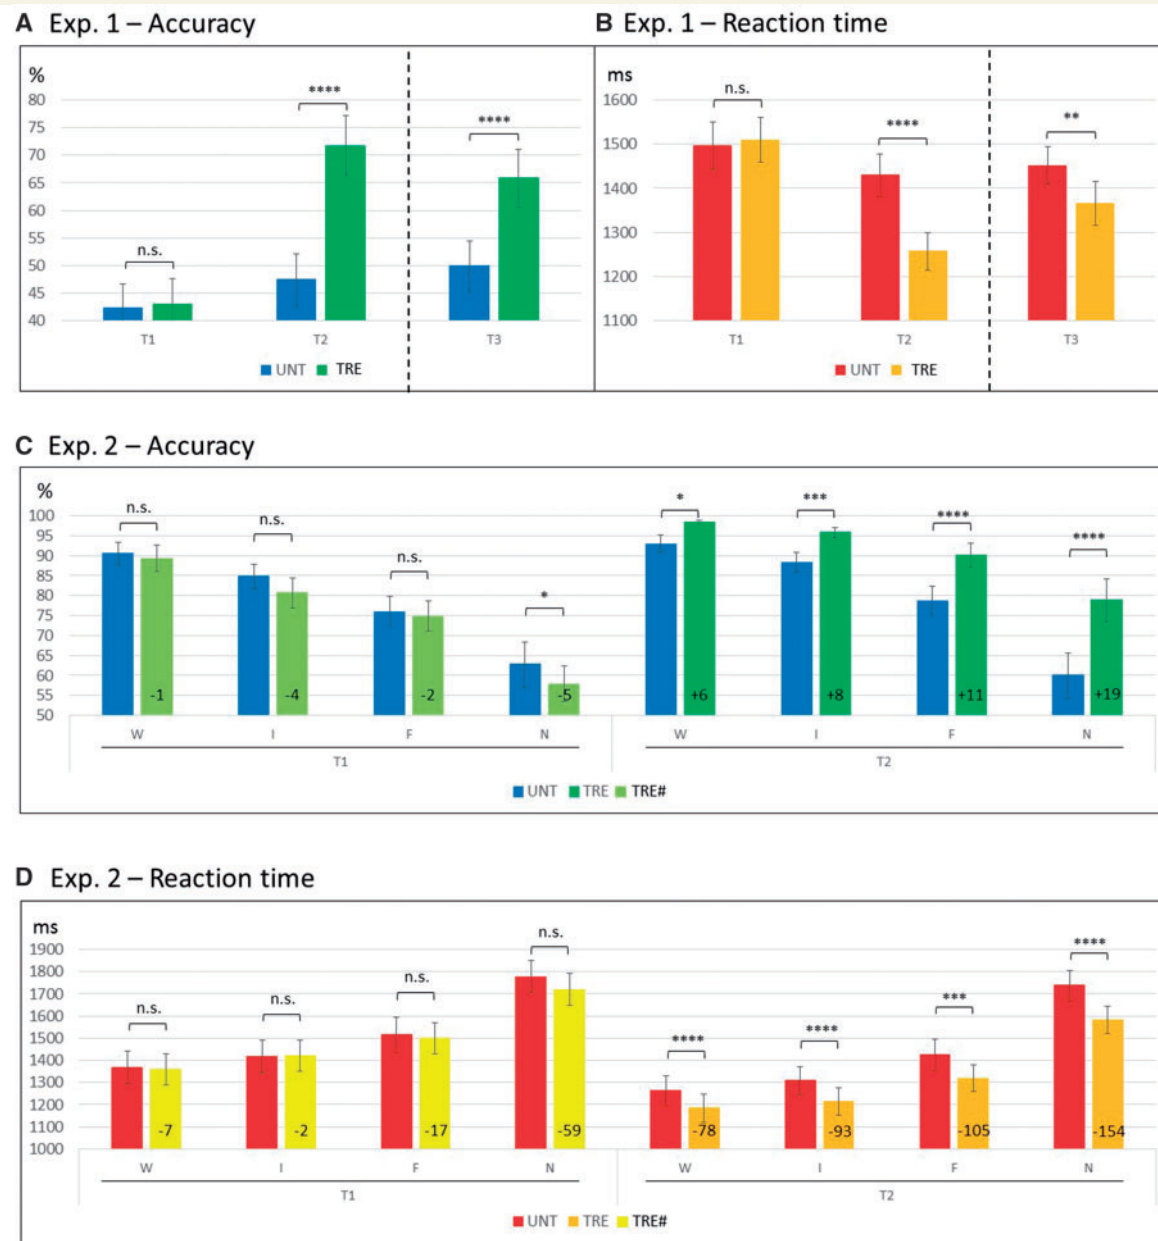 A Exp. 1 – Accuracy
%
80
75
70
65
60
55
50
45
40
n.s.
****
****
T1 T2 T3
UNT TRE
B Exp. 1 – Reaction time
ms
1600
1500
1400
1300
1200
1100
n.s.
****
**
T1 T2 T3
UNT TRE
C Exp. 2 – Accuracy
%
100
95
90
85
80
75
70
65
60
55
50
n.s. n.s. n.s. * * *** **** ****
-1 -4 -2 -5 +6 +8 +11 +19
W I F N W I F N
T1 T2
UNT TRE TRE#
D Exp. 2 – Reaction time
ms
1900
1800
1700
1600
1500
1400
1300
1200
1100
1000
n.s. n.s. n.s. n.s. **** **** *** ****
-7 -2 -17 -59 -78 -93 -105 -154
W I F N W I F N
T1 T2
UNT TRE TRE#